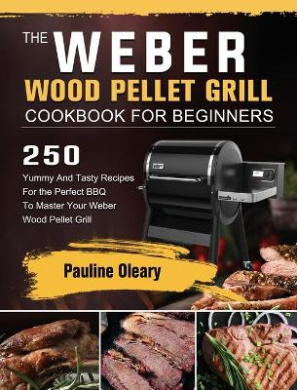 THE WEBER
WOOD PELLET GRILL
COOKBOOK FOR BEGINNERS
250
Yummy And Tasty Recipes
For the Perfect BBQ
To Master Your Weber
Wood Pellet Grill
Pauline Oleary